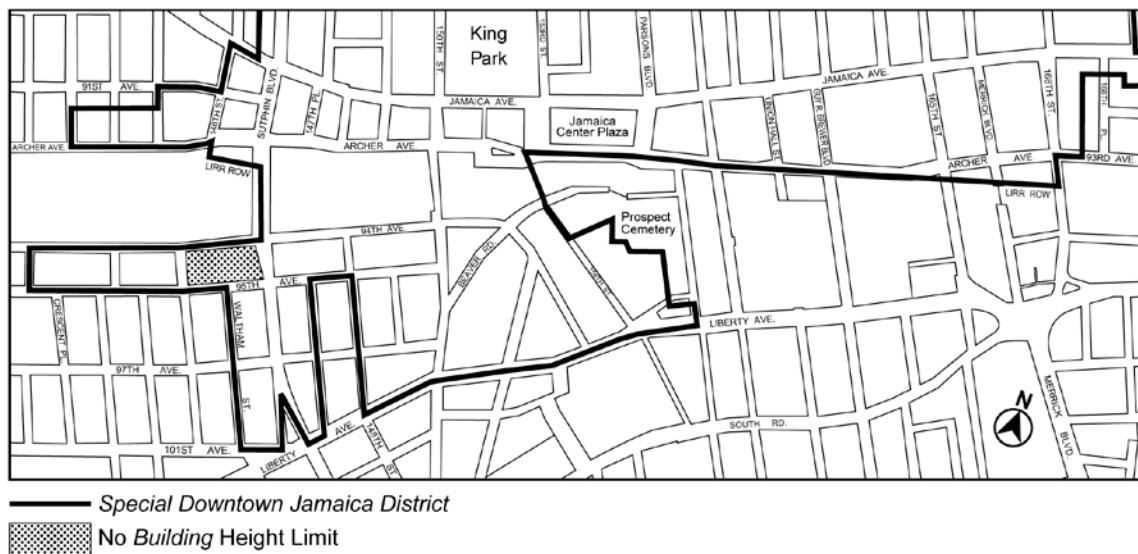 150TH ST.
King
Park
153RD ST.
PARSONS BLVD.
91ST AVE.
SUTPHIN BLVD.
147TH PL.
JAMAICA AVE.
JAMAICA AVE.
Jamaica
Center Plaza
UNION HALL ST.
GUY R. BREWER BLVD
165TH ST.
MERRICK BLVD.
168TH ST.
169TH PL.
ARCHER AVE.
ARCHER AVE.
ARCHER AVE
93RD AVE.
LIRR ROW
LIRR ROW
Prospect
Cemetery
94TH AVE.
BEAVER RD.
95TH AVE.
CRESCENT PL.
WALTHAM ST.
LIBERTY AVE.
97TH AVE.
101ST AVE.
LIBERTY AVE.
148TH ST.
SOUTH RD.
MERRICK BLVD.
N
Special Downtown Jamaica District
No Building Height Limit